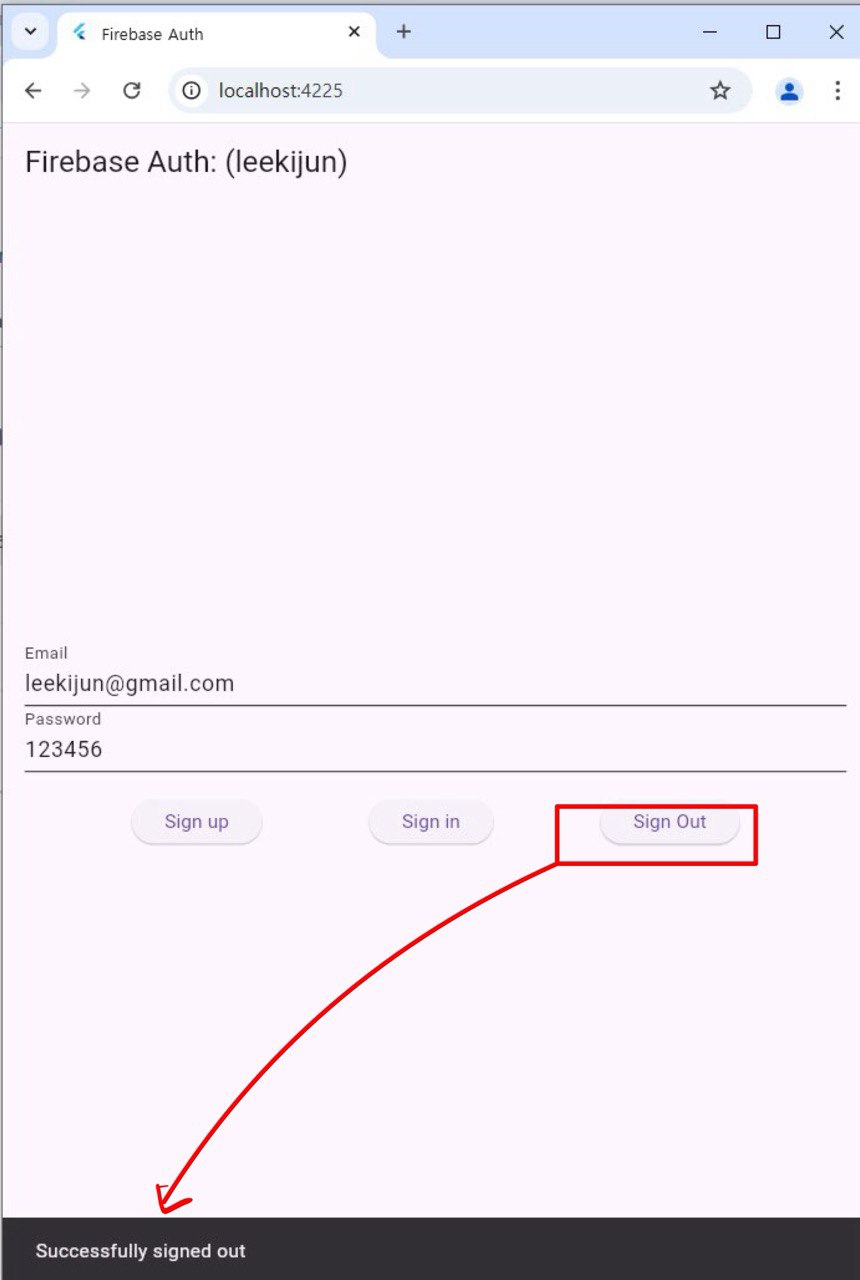 Firebase Auth
localhost:4225
Firebase Auth: (leekijun)
Email
leekijun@gmail.com
Password
123456
Sign up Sign in Sign Out
Successfully signed out